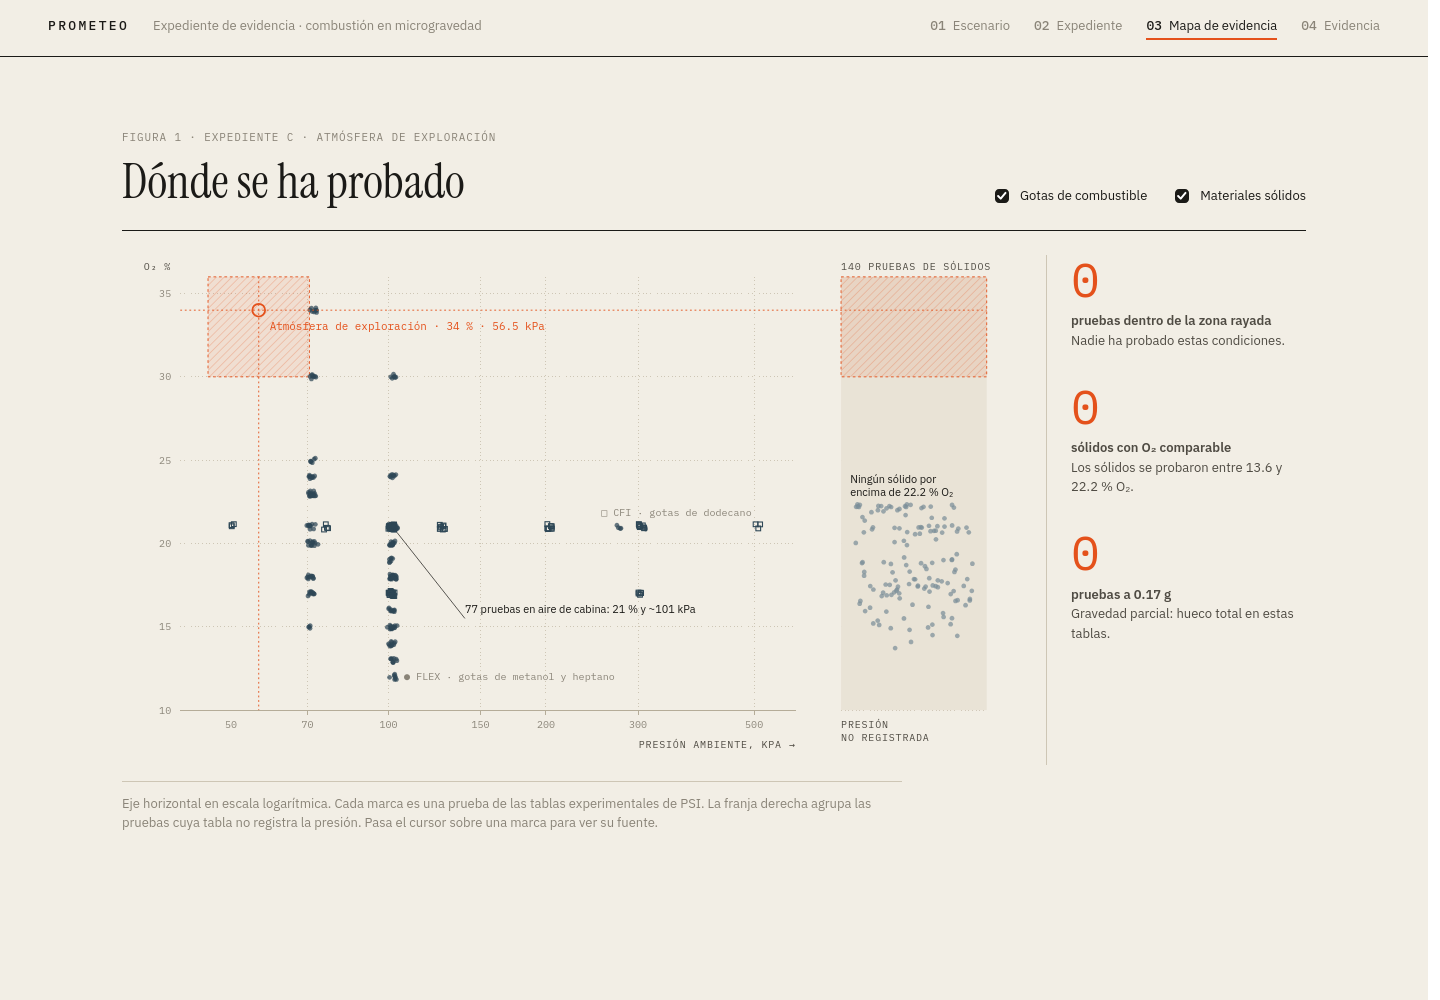 PROMETEO Expediente de evidencia · combustión en microgravedad 01 Escenario 02 Expediente 03 Mapa de evidencia 04 Evidencia
FIGURA 1 · EXPEDIENTE C · ATMÓSFERA DE EXPLORACIÓN
Dónde se ha probado
Gotas de combustible Materiales sólidos
O₂ %
35
30
25
20
15
10
50 70 100 150 200 300 500
PRESIÓN AMBIENTE, KPA →
Atmósfera de exploración · 34 % · 56.5 kPa
□ CFI · gotas de dodecano
77 pruebas en aire de cabina: 21 % y ~101 kPa
● FLEX · gotas de metanol y heptano
140 PRUEBAS DE SÓLIDOS
Ningún sólido por
encima de 22.2 % O₂
PRESIÓN
NO REGISTRADA
0
pruebas dentro de la zona rayada
Nadie ha probado estas condiciones.
0
sólidos con O₂ comparable
Los sólidos se probaron entre 13.6 y
22.2 % O₂.
0
pruebas a 0.17 g
Gravedad parcial: hueco total en estas
tablas.
Eje horizontal en escala logarítmica. Cada marca es una prueba de las tablas experimentales de PSI. La franja derecha agrupa las
pruebas cuya tabla no registra la presión. Pasa el cursor sobre una marca para ver su fuente.